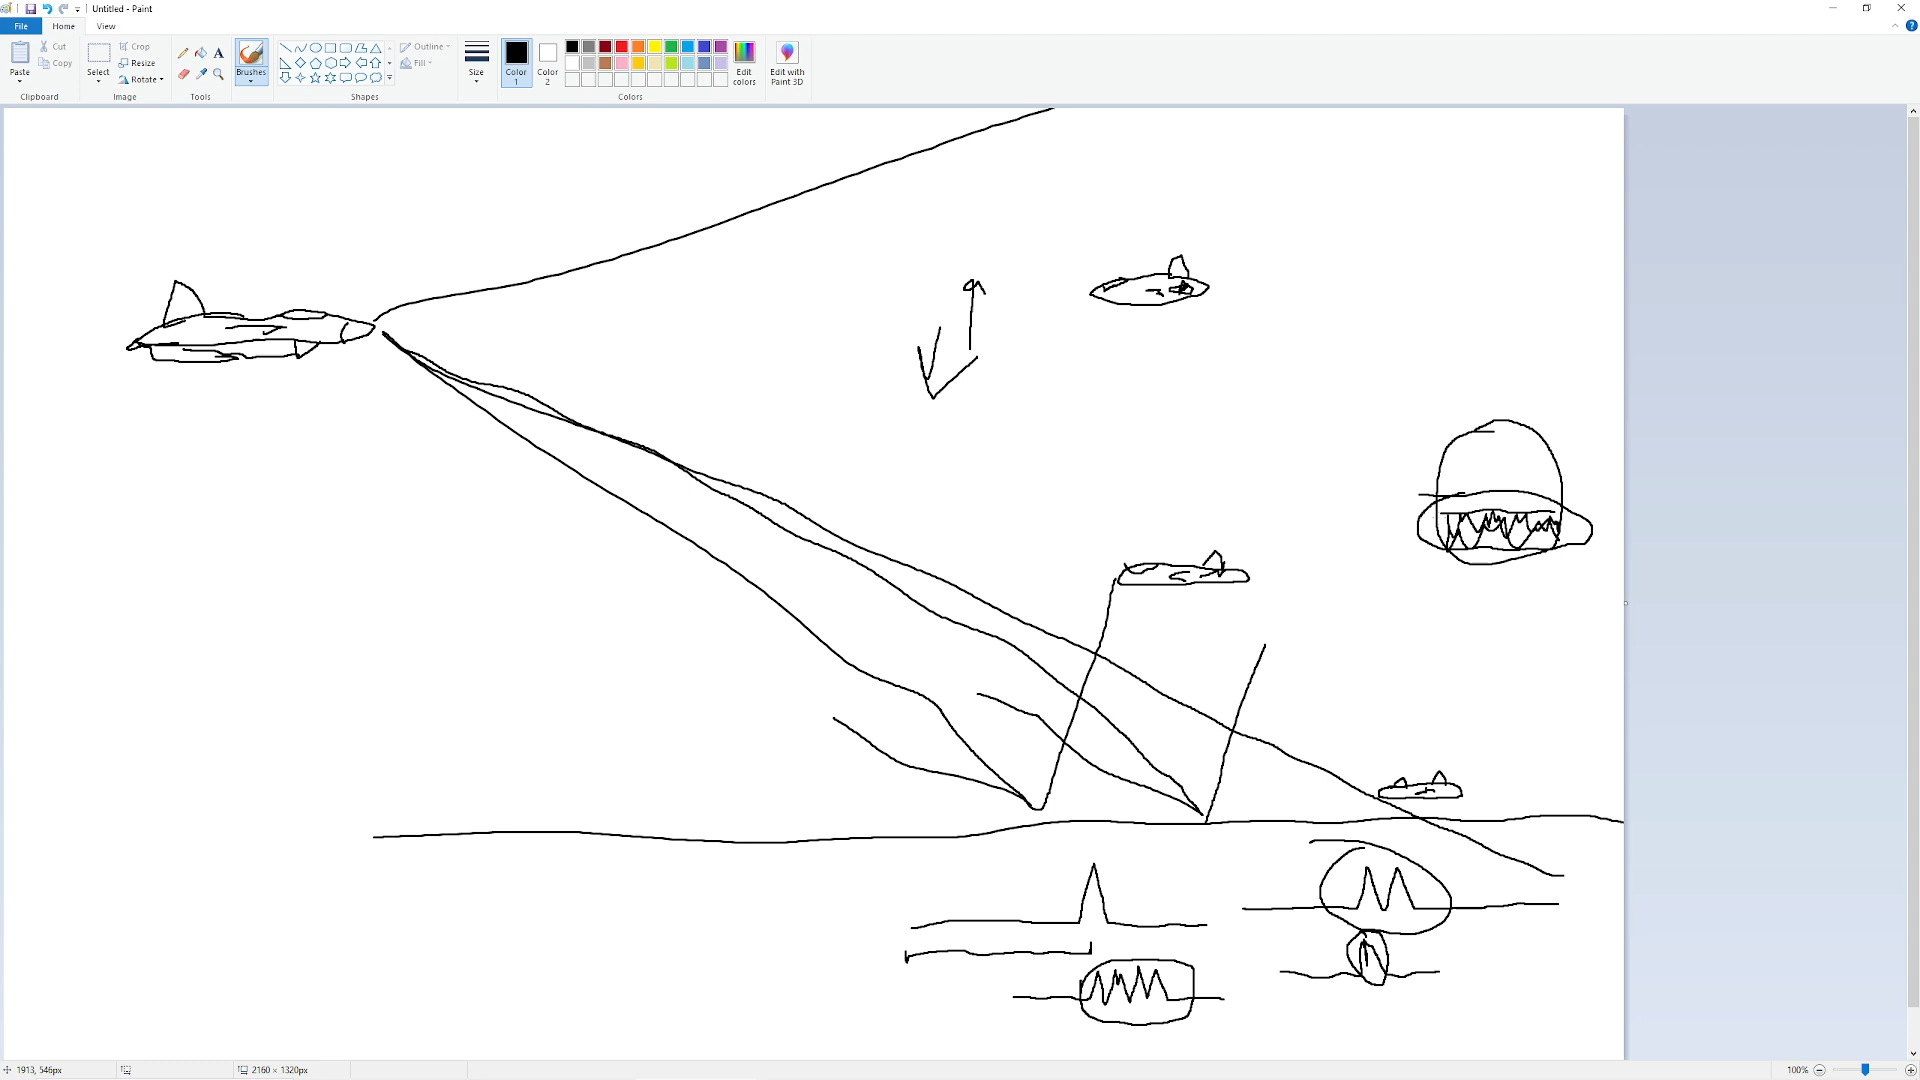 Untitled - Paint
File Home View
Paste
Cut
Copy
Clipboard
Select
Crop
Resize
Rotate
Image
A
Tools
Brushes
Outline
Fill
Shapes
Size
Color 1
Color 2
Edit colors
Colors
Edit with Paint 3D
1913, 546px
2160 × 1320px
100%